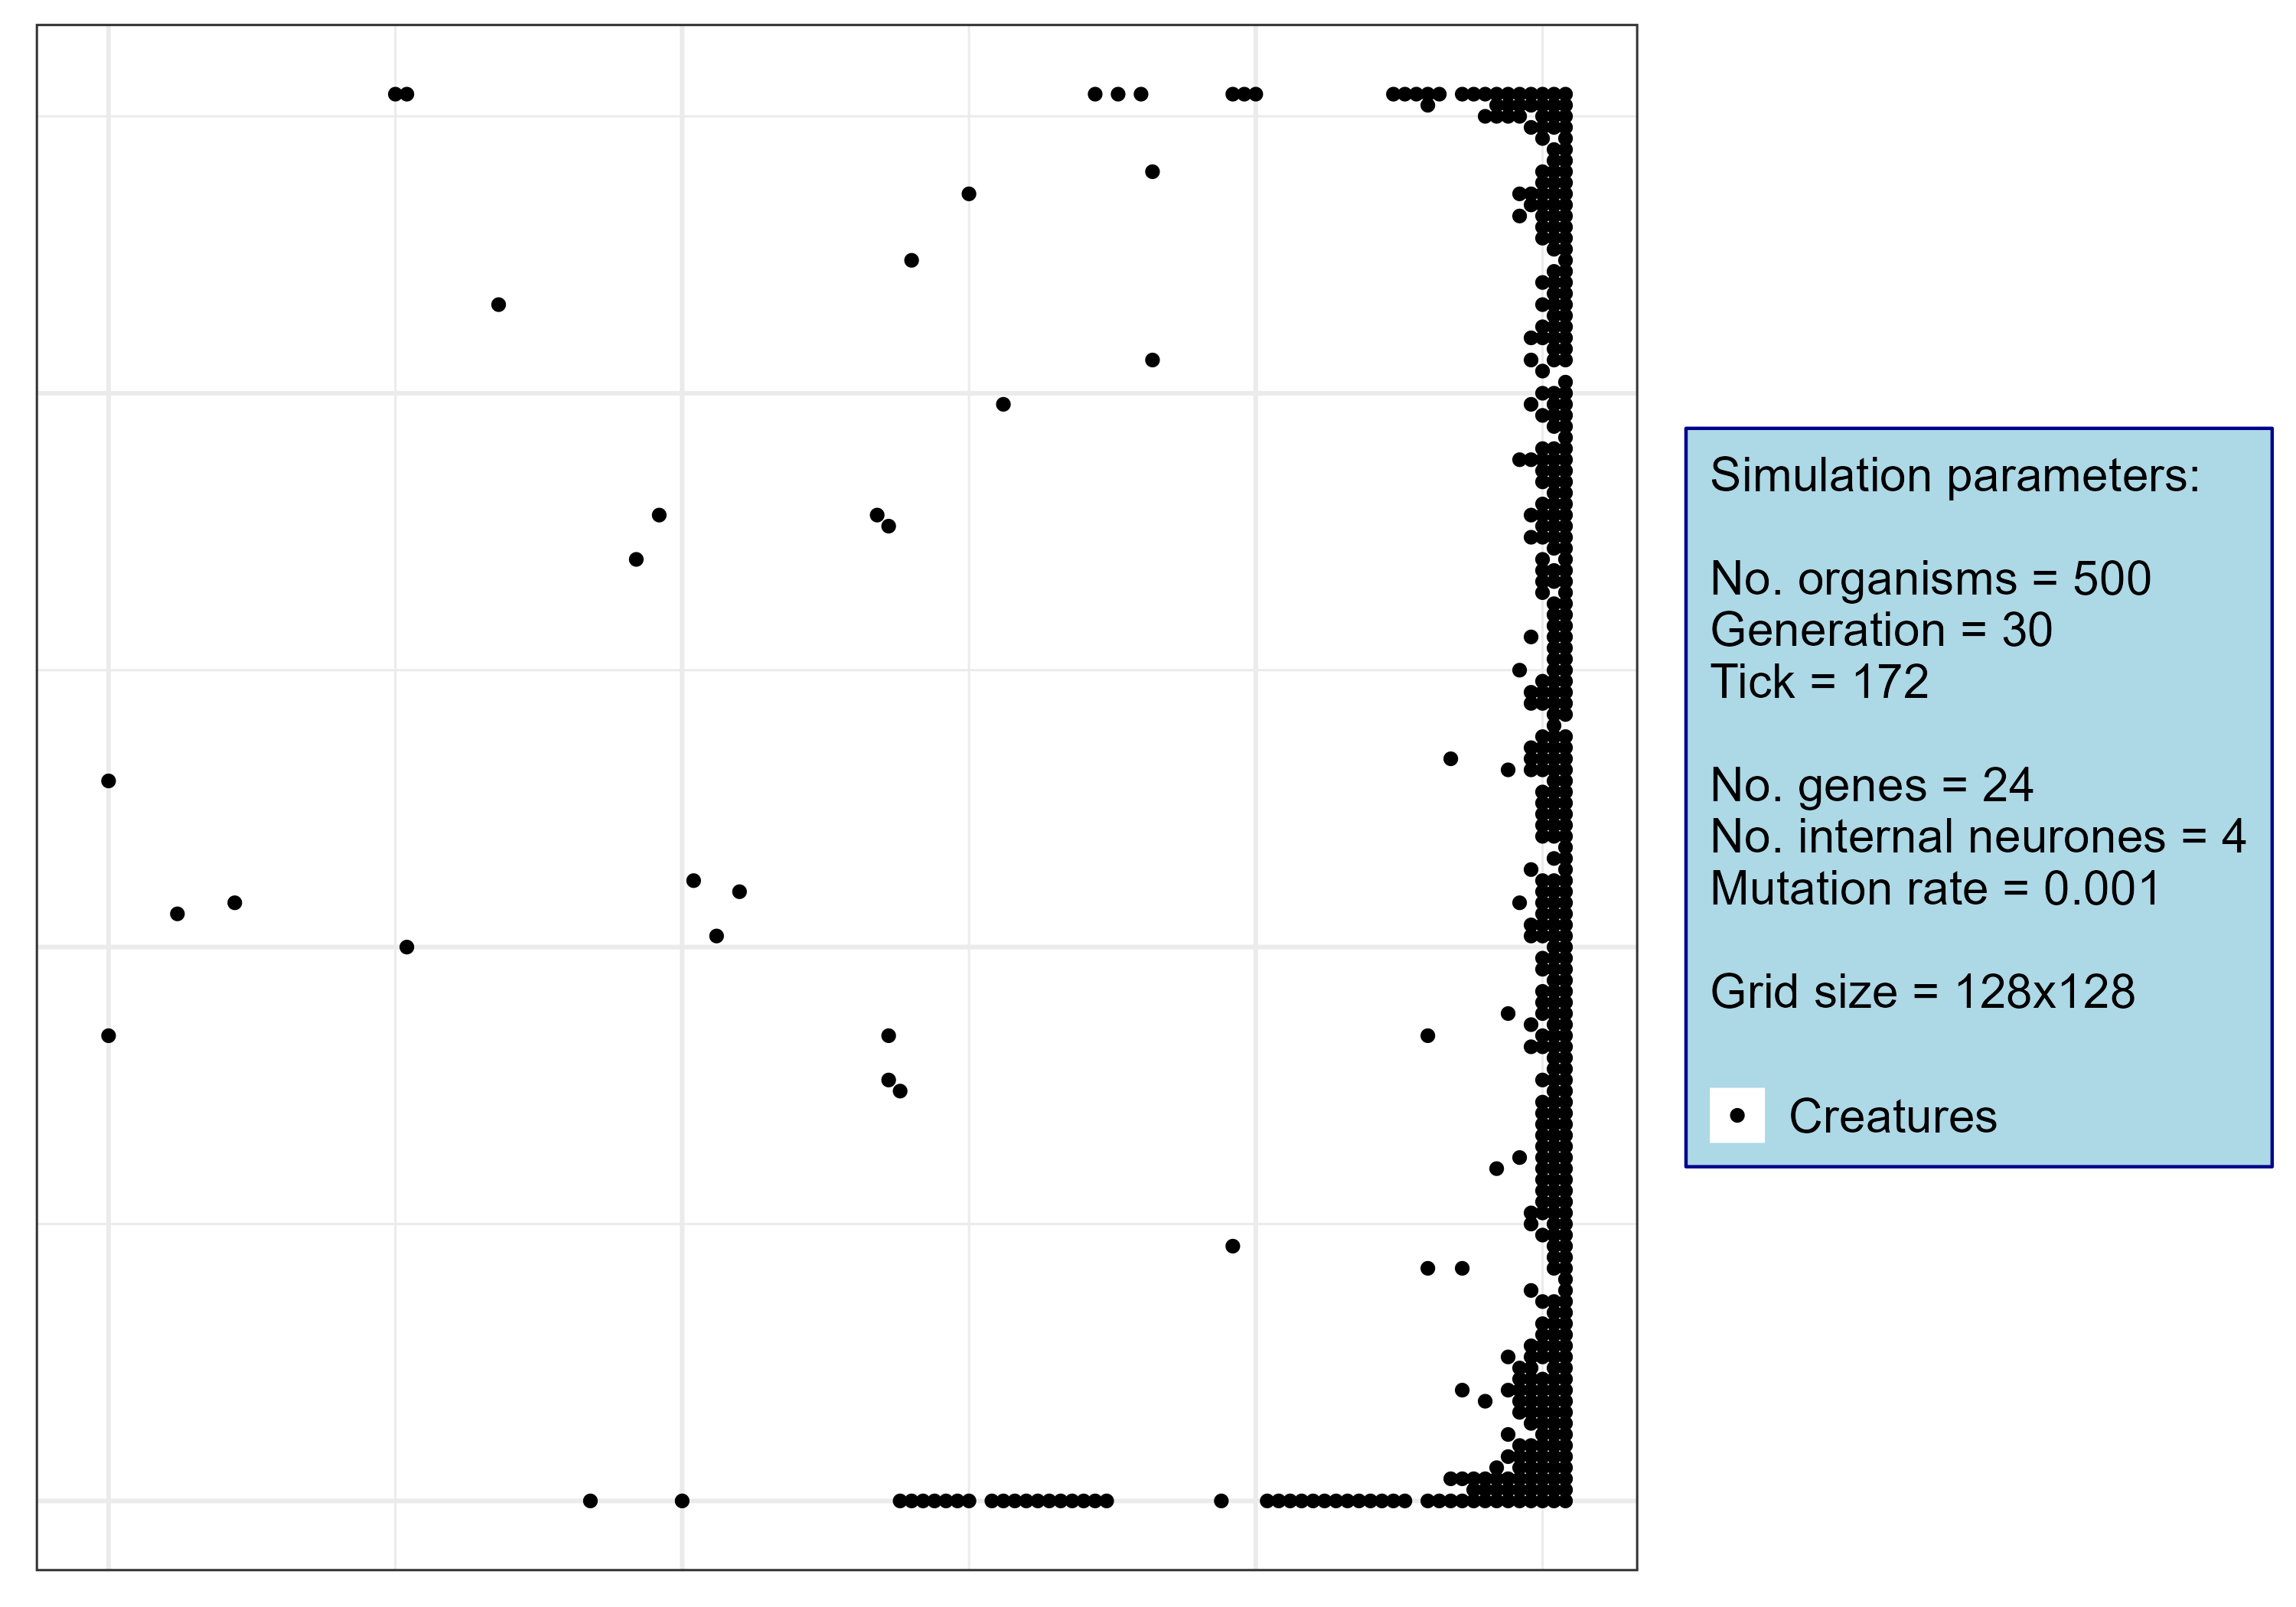 Simulation parameters:
No. organisms = 500
Generation = 30
Tick = 172
No. genes = 24
No. internal neurones = 4
Mutation rate = 0.001
Grid size = 128x128
Creatures